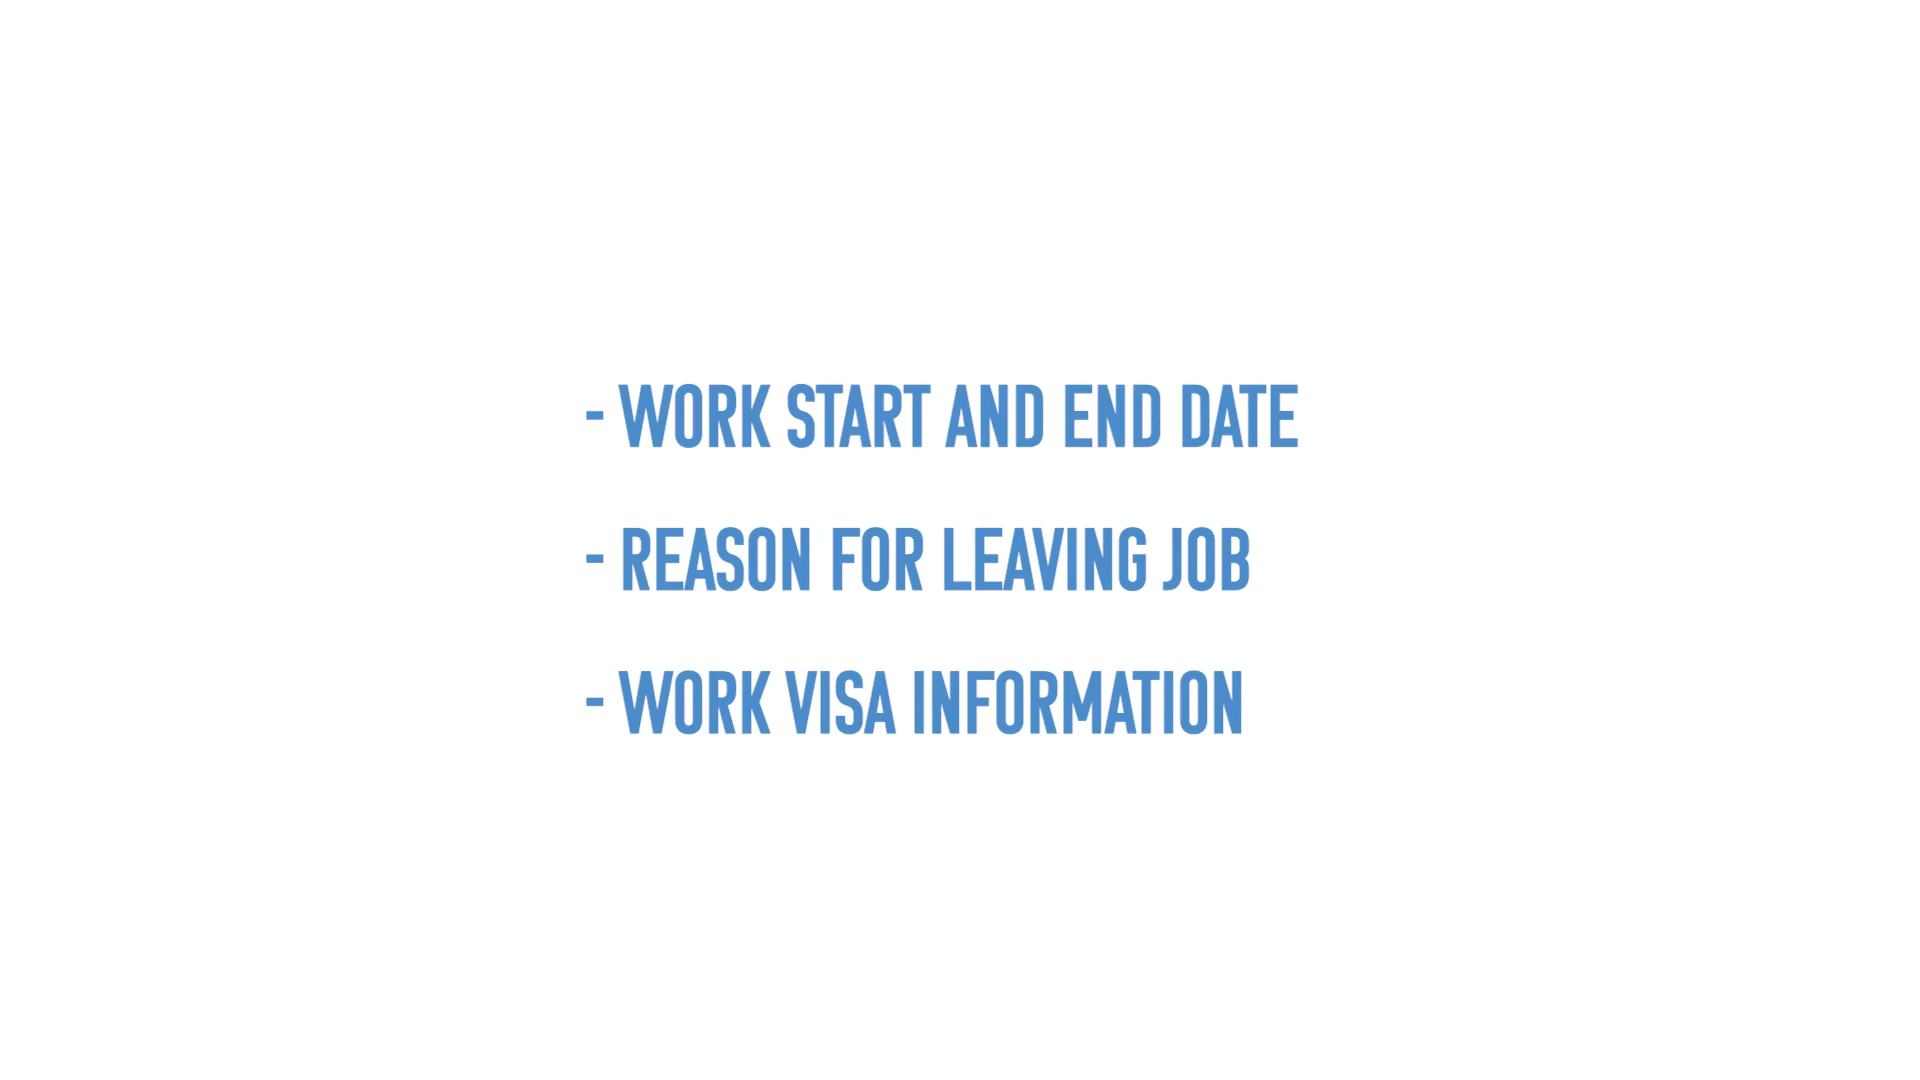 - WORK START AND END DATE
- REASON FOR LEAVING JOB
- WORK VISA INFORMATION